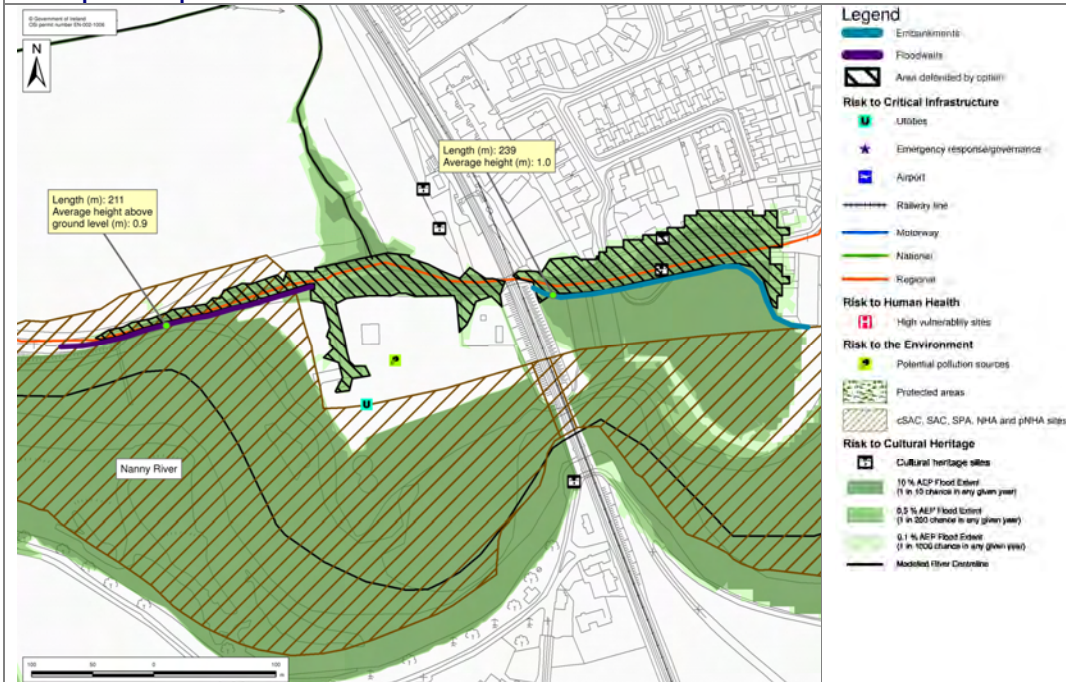 © Government of Ireland
OSi permit number EN 002-1008
N
Length (m): 239
Average height (m): 1.0
Length (m): 211
Average height above
ground level (m): 0.9
Nanny River
U
100 50 0 100
m
Legend
Embankments
Floodwalls
Area defended by option
Risk to Critical Infrastructure
U Utilities
Emergency response/governance
Airport
Railway line
Motorway
National
Regional
Risk to Human Health
H High vulnerability sites
Risk to the Environment
Potential pollution sources
Protected areas
cSAC, SAC, SPA, NHA and pNHA sites
Risk to Cultural Heritage
Cultural heritage sites
10 % AEP Flood Extent
(1 in 10 chance in any given year)
0.5 % AEP Flood Extent
(1 in 200 chance in any given year)
0.1 % AEP Flood Extent
(1 in 1000 chance in any given year)
Modelled River Centreline